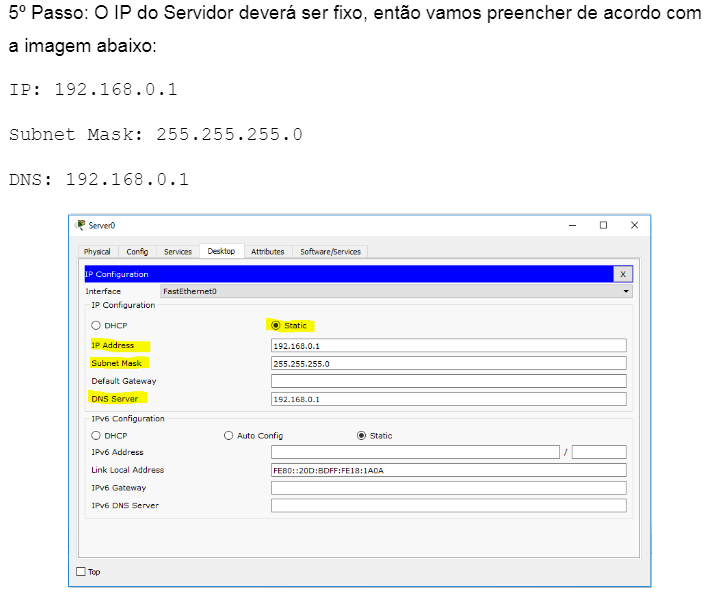 5º Passo: O IP do Servidor deverá ser fixo, então vamos preencher de acordo com
a imagem abaixo:
IP: 192.168.0.1
Subnet Mask: 255.255.255.0
DNS: 192.168.0.1
Server0
Physical Config Services Desktop Attributes Software/Services
IP Configuration X
Interface FastEthernet0
IP Configuration
DHCP Static
IP Address 192.168.0.1
Subnet Mask 255.255.255.0
Default Gateway
DNS Server 192.168.0.1
IPv6 Configuration
DHCP Auto Config Static
IPv6 Address /
Link Local Address FE80::20D:BDFF:FE18:1A0A
IPv6 Gateway
IPv6 DNS Server
Top